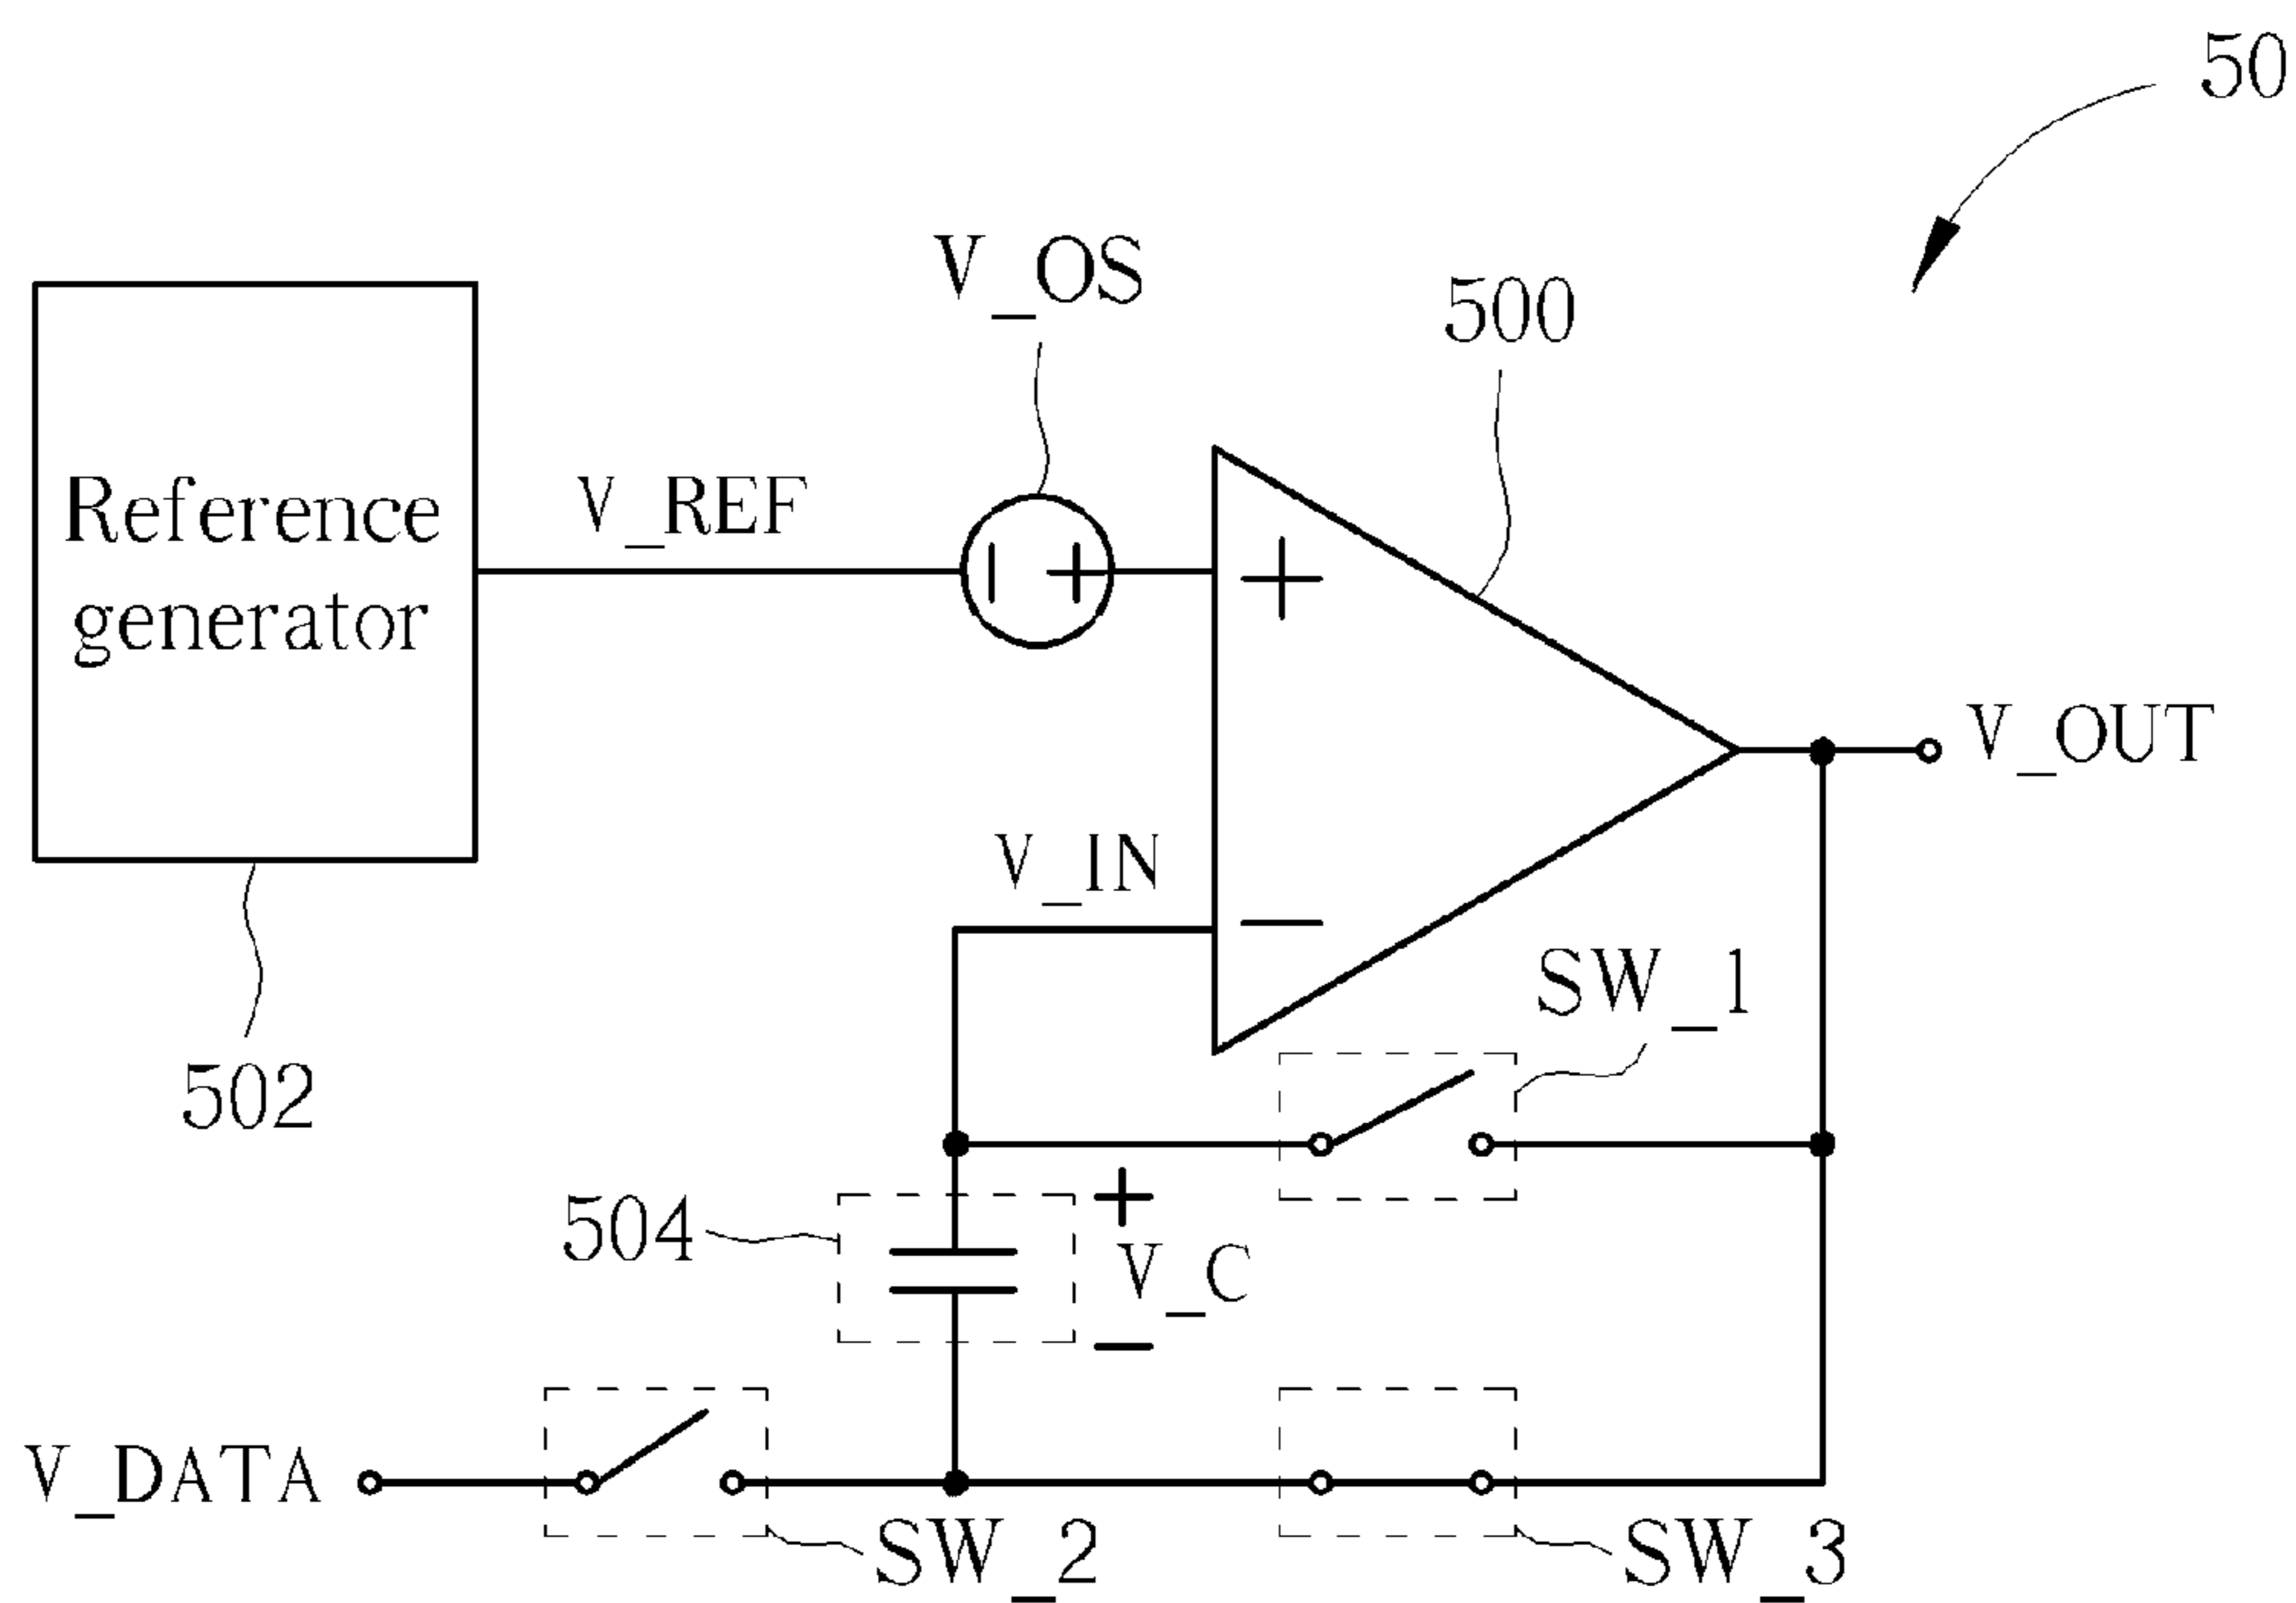 50
V_OS
500
Reference
generator
V_REF
+
V_OUT
V_IN
−
SW_1
502
504
+
V_C
−
V_DATA
SW_2
SW_3